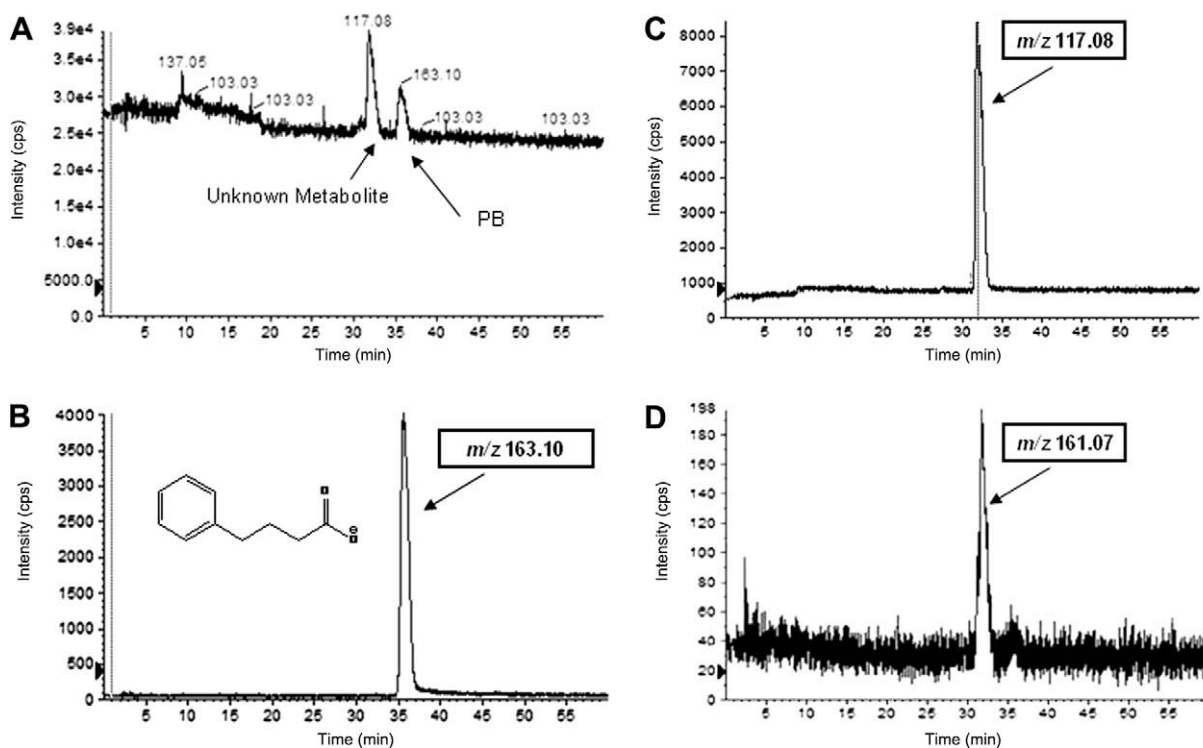 A
3.9e4
3.5e4
3.0e4
2.5e4
2.0e4
1.5e4
1.0e4
5000.0
0.0
Intensity (cps)
137.05
103.03
103.03
117.08
163.10
103.03
103.03
Unknown Metabolite
PB
5 10 15 20 25 30 35 40 45 50 55
Time (min)
C
8000
7000
6000
5000
4000
3000
2000
1000
0
Intensity (cps)
m/z 117.08
5 10 15 20 25 30 35 40 45 50 55
Time (min)
B
4000
3500
3000
2500
2000
1500
1000
500
0
Intensity (cps)
m/z 163.10
5 10 15 20 25 30 35 40 45 50 55
Time (min)
D
198
180
160
140
120
100
80
60
40
20
0
Intensity (cps)
m/z 161.07
5 10 15 20 25 30 35 40 45 50 55
Time (min)